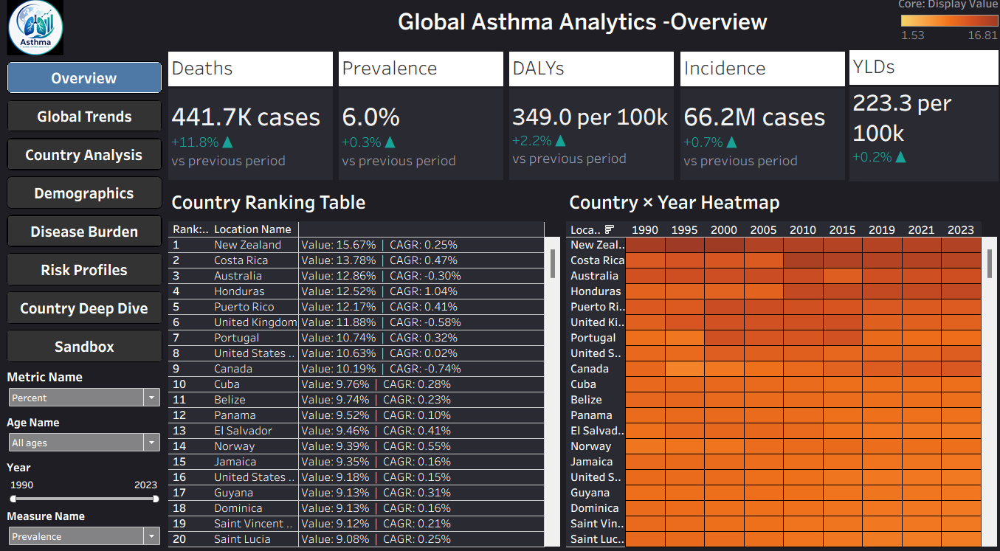 Asthma
GLOBAL ASTHMA ANALYTICS
Global Asthma Analytics -Overview
Core: Display Value
1.53 16.81
Overview
Global Trends
Country Analysis
Demographics
Disease Burden
Risk Profiles
Country Deep Dive
Sandbox
Metric Name
Percent
Age Name
All ages
Year
1990 2023
Measure Name
Prevalence
Deaths
441.7K cases
+11.8% ▲
vs previous period
Prevalence
6.0%
+0.3% ▲
vs previous period
DALYs
349.0 per 100k
+2.2% ▲
vs previous period
Incidence
66.2M cases
+0.7% ▲
vs previous period
YLDs
223.3 per
100k
+0.2% ▲
Country Ranking Table
Rank:.. Location Name
1 New Zealand Value: 15.67% | CAGR: 0.25%
2 Costa Rica Value: 13.78% | CAGR: 0.47%
3 Australia Value: 12.86% | CAGR: -0.30%
4 Honduras Value: 12.52% | CAGR: 1.04%
5 Puerto Rico Value: 12.17% | CAGR: 0.41%
6 United Kingdom Value: 11.88% | CAGR: -0.58%
7 Portugal Value: 10.74% | CAGR: 0.32%
8 United States .. Value: 10.63% | CAGR: 0.02%
9 Canada Value: 10.19% | CAGR: -0.74%
10 Cuba Value: 9.76% | CAGR: 0.28%
11 Belize Value: 9.74% | CAGR: 0.23%
12 Panama Value: 9.52% | CAGR: 0.10%
13 El Salvador Value: 9.46% | CAGR: 0.41%
14 Norway Value: 9.39% | CAGR: 0.55%
15 Jamaica Value: 9.35% | CAGR: 0.16%
16 United States .. Value: 9.18% | CAGR: 0.15%
17 Guyana Value: 9.13% | CAGR: 0.31%
18 Dominica Value: 9.13% | CAGR: 0.16%
19 Saint Vincent .. Value: 9.12% | CAGR: 0.21%
20 Saint Lucia Value: 9.08% | CAGR: 0.25%
Country × Year Heatmap
Loca.. 1990 1995 2000 2005 2010 2015 2019 2021 2023
New Zeal..
Costa Rica
Australia
Honduras
Puerto Ri..
United Ki..
Portugal
United S..
Canada
Cuba
Belize
Panama
El Salvad..
Norway
Jamaica
United S..
Guyana
Dominica
Saint Vin..
Saint Luc..